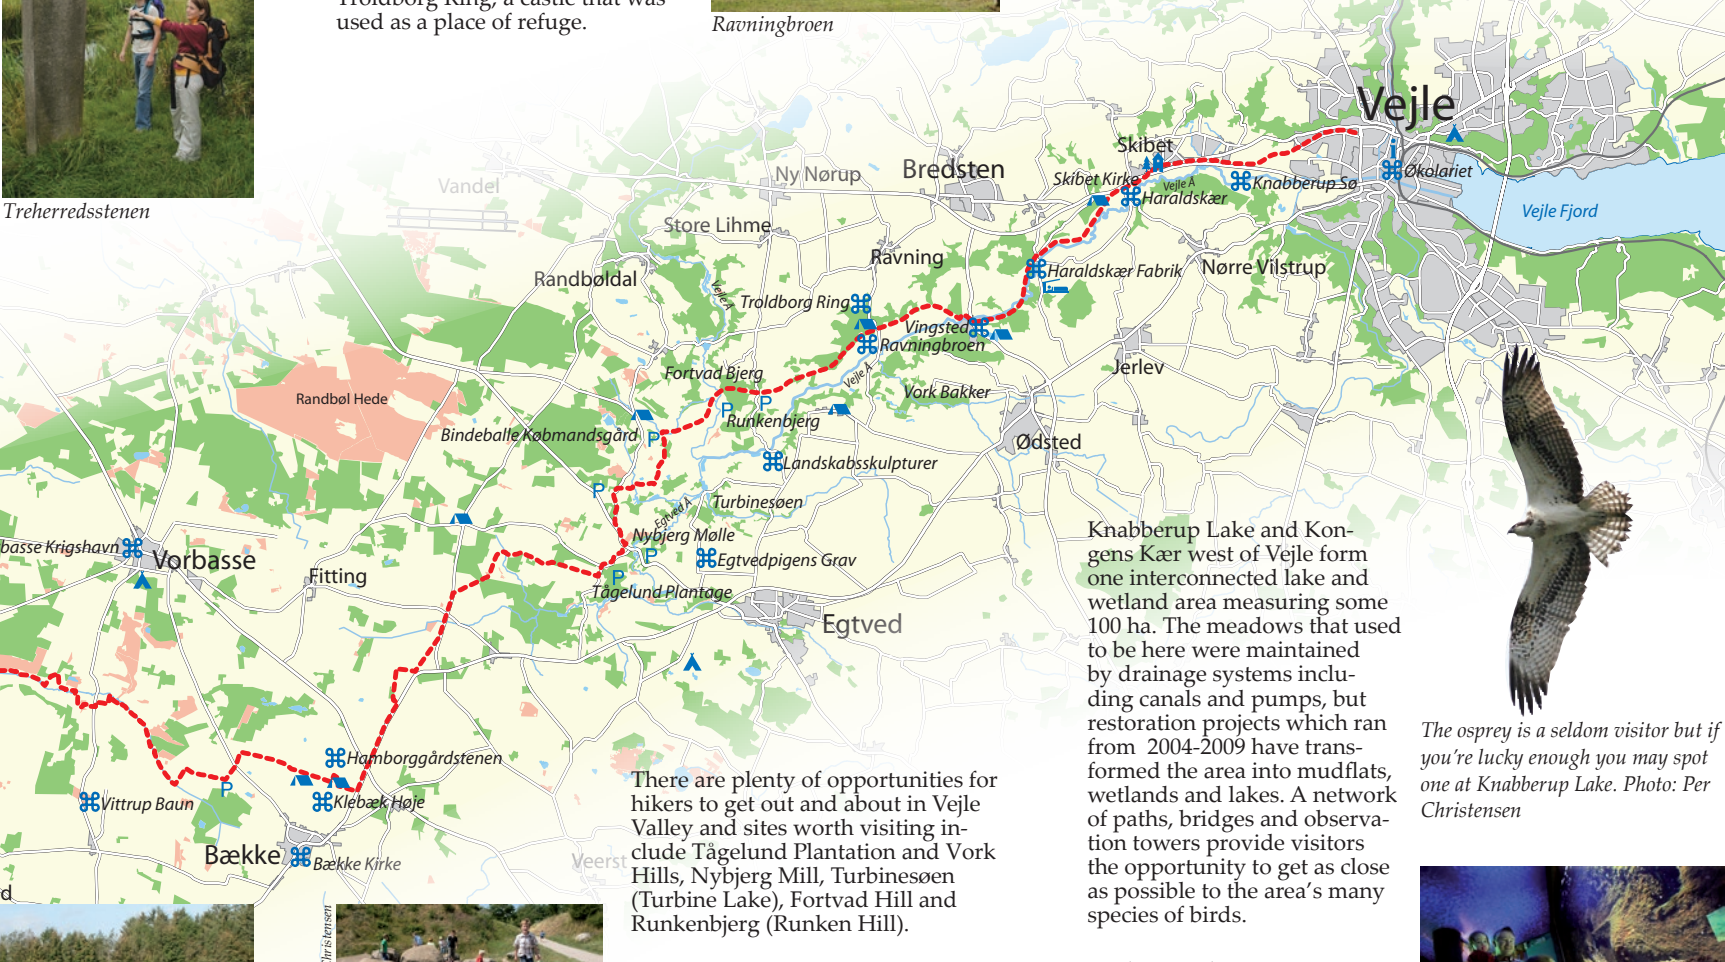 Troldborg Ring, a castle that was
used as a place of refuge.
Ravningbroen
Treherredsstenen
Vejle
Skibet
Bredsten
Ny Nørup
Vandel
Skibet Kirke
Vejle Å
Knabberup Sø
Økolariet
Haraldskær
Store Lihme
Vejle Fjord
Ravning
Randbøldal
Haraldskær Fabrik
Nørre Vilstrup
Vejle Å
Troldborg Ring
Vingsted
Ravningbroen
Jerlev
Fortvad Bjerg
Vejle Å
Vork Bakker
Randbøl Hede
P
P
Runkenbjerg
Bindeballe Købmandsgård
P
Ødsted
Landskabsskulpturer
P
Turbinesøen
Egtved Å
Nybjerg Mølle
P
Egtvedpigens Grav
basse Krigshavn
Vorbasse
Fitting
P
Tågelund Plantage
Egtved
Hamborggårdstenen
P
Vittrup Baun
Klebæk Høje
Bække
Bække Kirke
Veerst
d
Knabberup Lake and Kon-
gens Kær west of Vejle form
one interconnected lake and
wetland area measuring some
100 ha. The meadows that used
to be here were maintained
by drainage systems inclu-
ding canals and pumps, but
restoration projects which ran
from  2004-2009 have trans-
formed the area into mudflats,
wetlands and lakes. A network
of paths, bridges and observa-
tion towers provide visitors
the opportunity to get as close
as possible to the area's many
species of birds.
The osprey is a seldom visitor but if
you're lucky enough you may spot
one at Knabberup Lake. Photo: Per
Christensen
There are plenty of opportunities for
hikers to get out and about in Vejle
Valley and sites worth visiting in-
clude Tågelund Plantation and Vork
Hills, Nybjerg Mill, Turbinesøen
(Turbine Lake), Fortvad Hill and
Runkenbjerg (Runken Hill).
Christensen